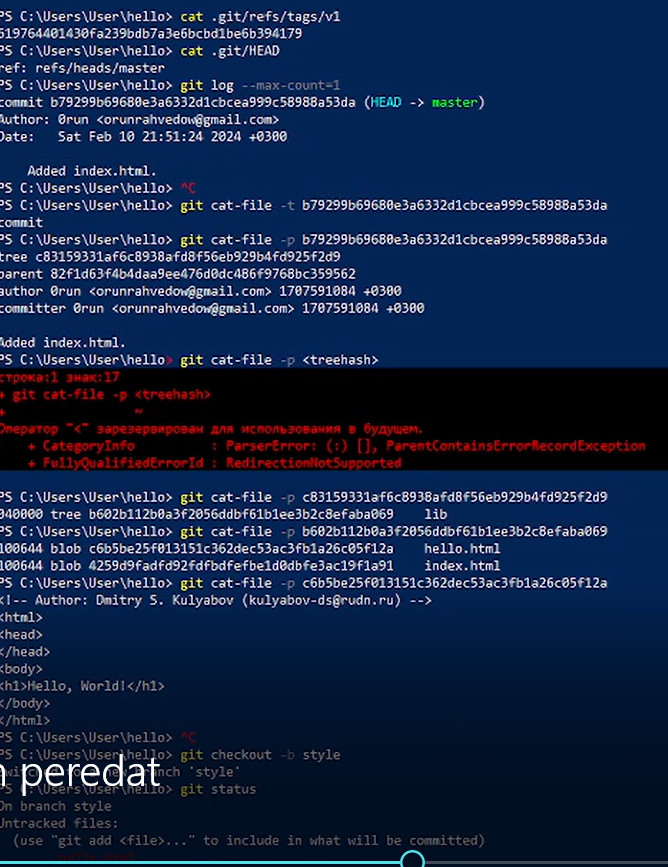 PS C:\Users\User\hello> cat .git/refs/tags/v1
519764401430fa239bdb7a3e6bcbd1be6b394179
PS C:\Users\User\hello> cat .git/HEAD
ref: refs/heads/master
PS C:\Users\User\hello> git log --max-count=1
commit b79299b69680e3a6332d1cbcea999c58988a53da (HEAD -> master)
Author: 0run <orunrahvedow@gmail.com>
Date:   Sat Feb 10 21:51:24 2024 +0300
Added index.html.
PS C:\Users\User\hello> ^C
PS C:\Users\User\hello> git cat-file -t b79299b69680e3a6332d1cbcea999c58988a53da
commit
PS C:\Users\User\hello> git cat-file -p b79299b69680e3a6332d1cbcea999c58988a53da
tree c83159331af6c8938afd8f56eb929b4fd925f2d9
parent 82f1d63f4b4daa9ee476d0dc486f9768bc359562
author 0run <orunrahvedow@gmail.com> 1707591084 +0300
committer 0run <orunrahvedow@gmail.com> 1707591084 +0300
Added index.html.
PS C:\Users\User\hello> git cat-file -p <treehash>
строка:1 знак:17
+ git cat-file -p <treehash>
+                 ~
Оператор "<" зарезервирован для использования в будущем.
+ CategoryInfo          : ParserError: (:) [], ParentContainsErrorRecordException
+ FullyQualifiedErrorId : RedirectionNotSupported
PS C:\Users\User\hello> git cat-file -p c83159331af6c8938afd8f56eb929b4fd925f2d9
040000 tree b602b112b0a3f2056ddbf61b1ee3b2c8efaba069    lib
PS C:\Users\User\hello> git cat-file -p b602b112b0a3f2056ddbf61b1ee3b2c8efaba069
100644 blob c6b5be25f013151c362dec53ac3fb1a26c05f12a    hello.html
100644 blob 4259d9fadfd92fdfbdfefbe1d0dbfe3ac19f1a91    index.html
PS C:\Users\User\hello> git cat-file -p c6b5be25f013151c362dec53ac3fb1a26c05f12a
<!-- Author: Dmitry S. Kulyabov (kulyabov-ds@rudn.ru) -->
<html>
<head>
</head>
<body>
<h1>Hello, World!</h1>
</body>
</html>
PS C:\Users\User\hello> ^C
PS C:\Users\User\hello> git checkout -b style
new branch 'style'
peredat
PS C:\Users\User\hello> git status
On branch style
Untracked files:
(use "git add <file>..." to include in what will be committed)